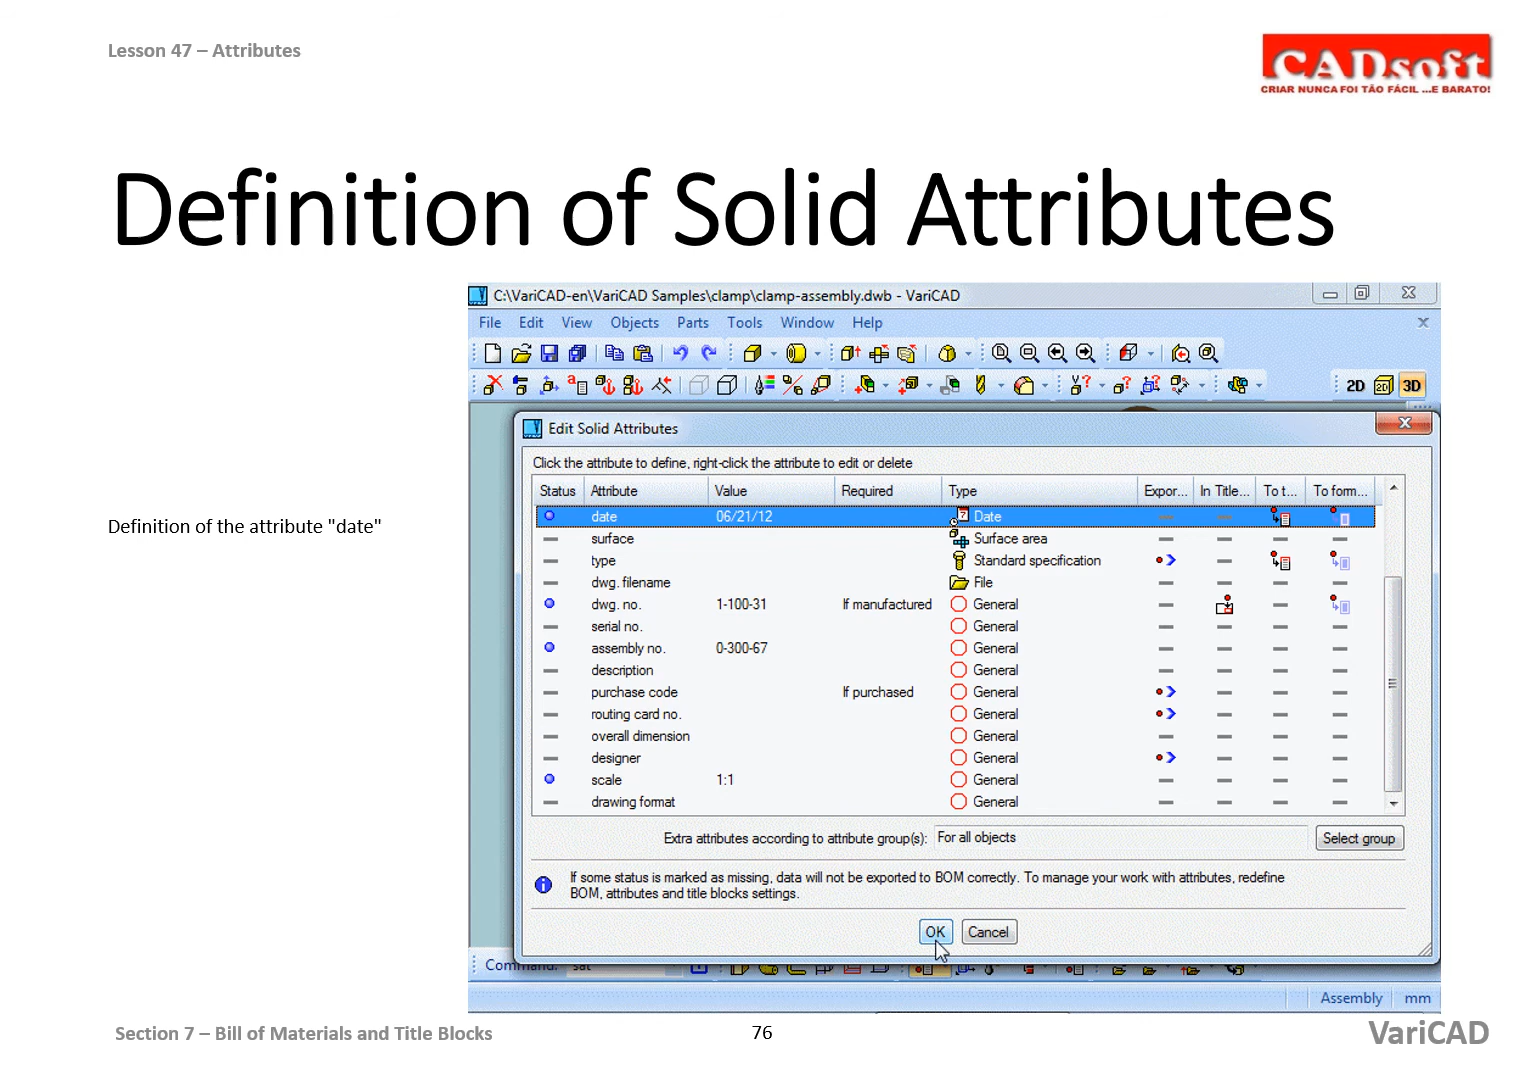 Lesson 47 – Attributes
CADsoft
CRIAR NUNCA FOI TÃO FÁCIL ...E BARATO!
Definition of Solid Attributes
Definition of the attribute "date"
C:\VariCAD-en\VariCAD Samples\clamp\clamp-assembly.dwb - VariCAD
File Edit View Objects Parts Tools Window Help
2D 2D 3D
Edit Solid Attributes
Click the attribute to define, right-click the attribute to edit or delete
Status Attribute Value Required Type Expor... In Title... To t... To form...
date 06/21/12 Date
surface Surface area
type Standard specification
dwg. filename File
dwg. no. 1-100-31 If manufactured General
serial no. General
assembly no. 0-300-67 General
description General
purchase code If purchased General
routing card no. General
overall dimension General
designer General
scale 1:1 General
drawing format General
Extra attributes according to attribute group(s): For all objects Select group
If some status is marked as missing, data will not be exported to BOM correctly. To manage your work with attributes, redefine
BOM, attributes and title blocks settings.
OK Cancel
Command: sat
Assembly mm
Section 7 – Bill of Materials and Title Blocks 76 VariCAD